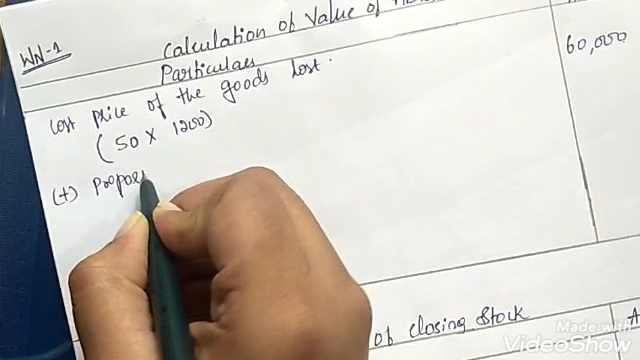 WN-1
Calculation of Value of
Particulars
Cost price of the goods lost.
60,000
(50 x 1200)
(+) Propor
of closing stock
A
Made with
VideoShow